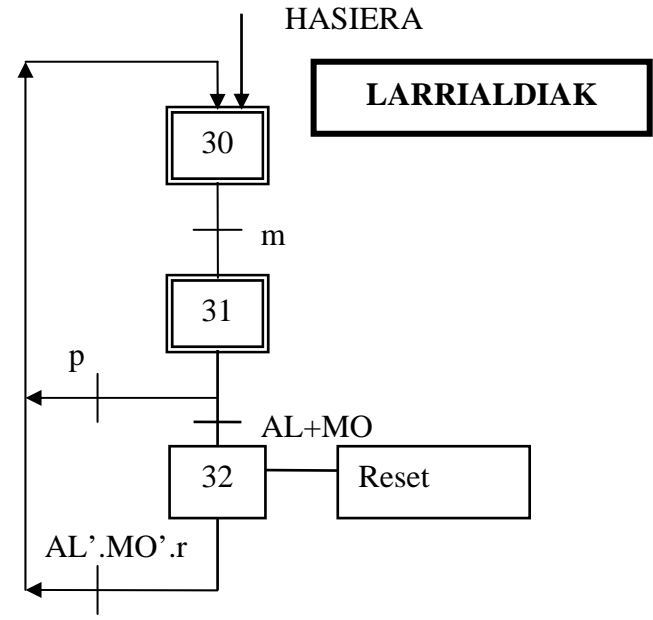 HASIERA
LARRIALDIAK
30
m
31
p
AL+MO
32
Reset
AL’.MO’.r